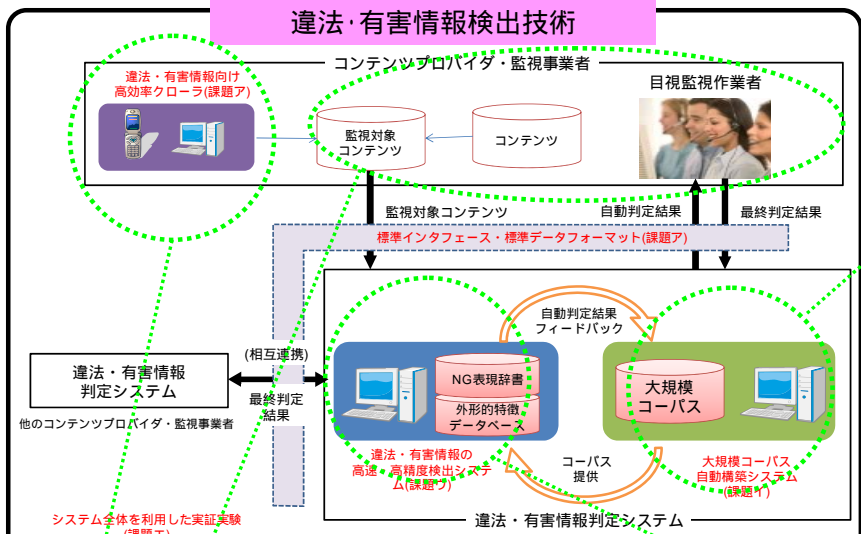 違法・有害情報検出技術
コンテンツプロバイダ・監視事業者
違法・有害情報向け
高効率クローラ(課題ア)
監視対象
コンテンツ
コンテンツ
目視監視作業者
監視対象コンテンツ
自動判定結果
最終判定結果
標準インタフェース・標準データフォーマット(課題ア)
自動判定結果
フィードバック
(相互連携)
違法・有害情報
判定システム
最終判定
結果
他のコンテンツプロバイダ・監視事業者
NG表現辞書
外形的特徴
データベース
大規模
コーパス
違法・有害情報の
高速・高精度検出システ
ム(課題ウ)
コーパス
提供
大規模コーパス
自動構築システム
(課題イ)
システム全体を利用した実証実験
(課題エ)
違法・有害情報判定システム